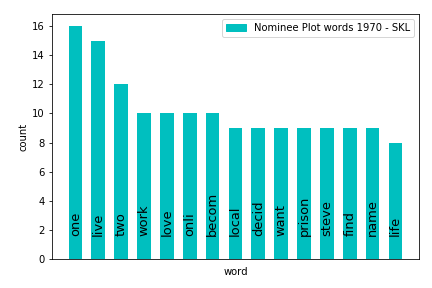 Nominee Plot words 1970 - SKL
16
14
12
10
8
6
4
2
0
count
one
live
two
work
love
onli
becom
local
decid
want
prison
steve
find
name
life
word